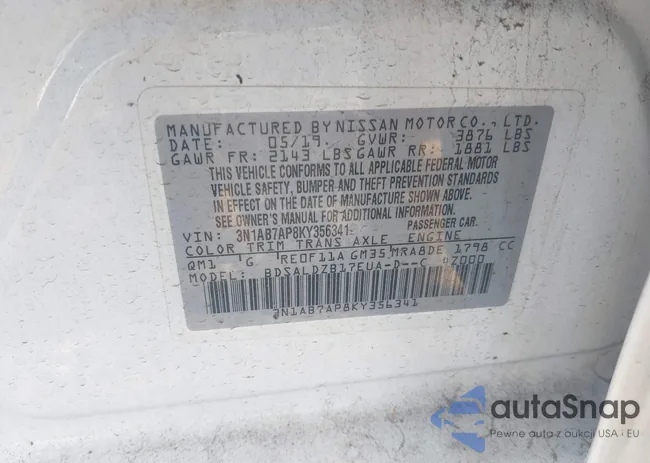 MANUFACTURED BY NISSAN MOTOR CO., LTD.
DATE: 05/19 GVWR: 3876 LBS
GAWR FR: 2143 LBS GAWR RR: 1881 LBS
THIS VEHICLE CONFORMS TO ALL APPLICABLE FEDERAL MOTOR
VEHICLE SAFETY, BUMPER AND THEFT PREVENTION STANDARDS
IN EFFECT ON THE DATE OF MANUFACTURE SHOWN ABOVE.
SEE OWNER'S MANUAL FOR ADDITIONAL INFORMATION.
VIN: 3N1AB7AP8KY356341 PASSENGER CAR.
COLOR TRIM TRANS AXLE ENGINE
QM1 G RE0F11A GM35 MRA8DE 1798 CC
MODEL: BDSALDZB17EUA-D--C
3N1AB7AP8KY356341
autaSnap
Pewne auta z aukcji USA i EU